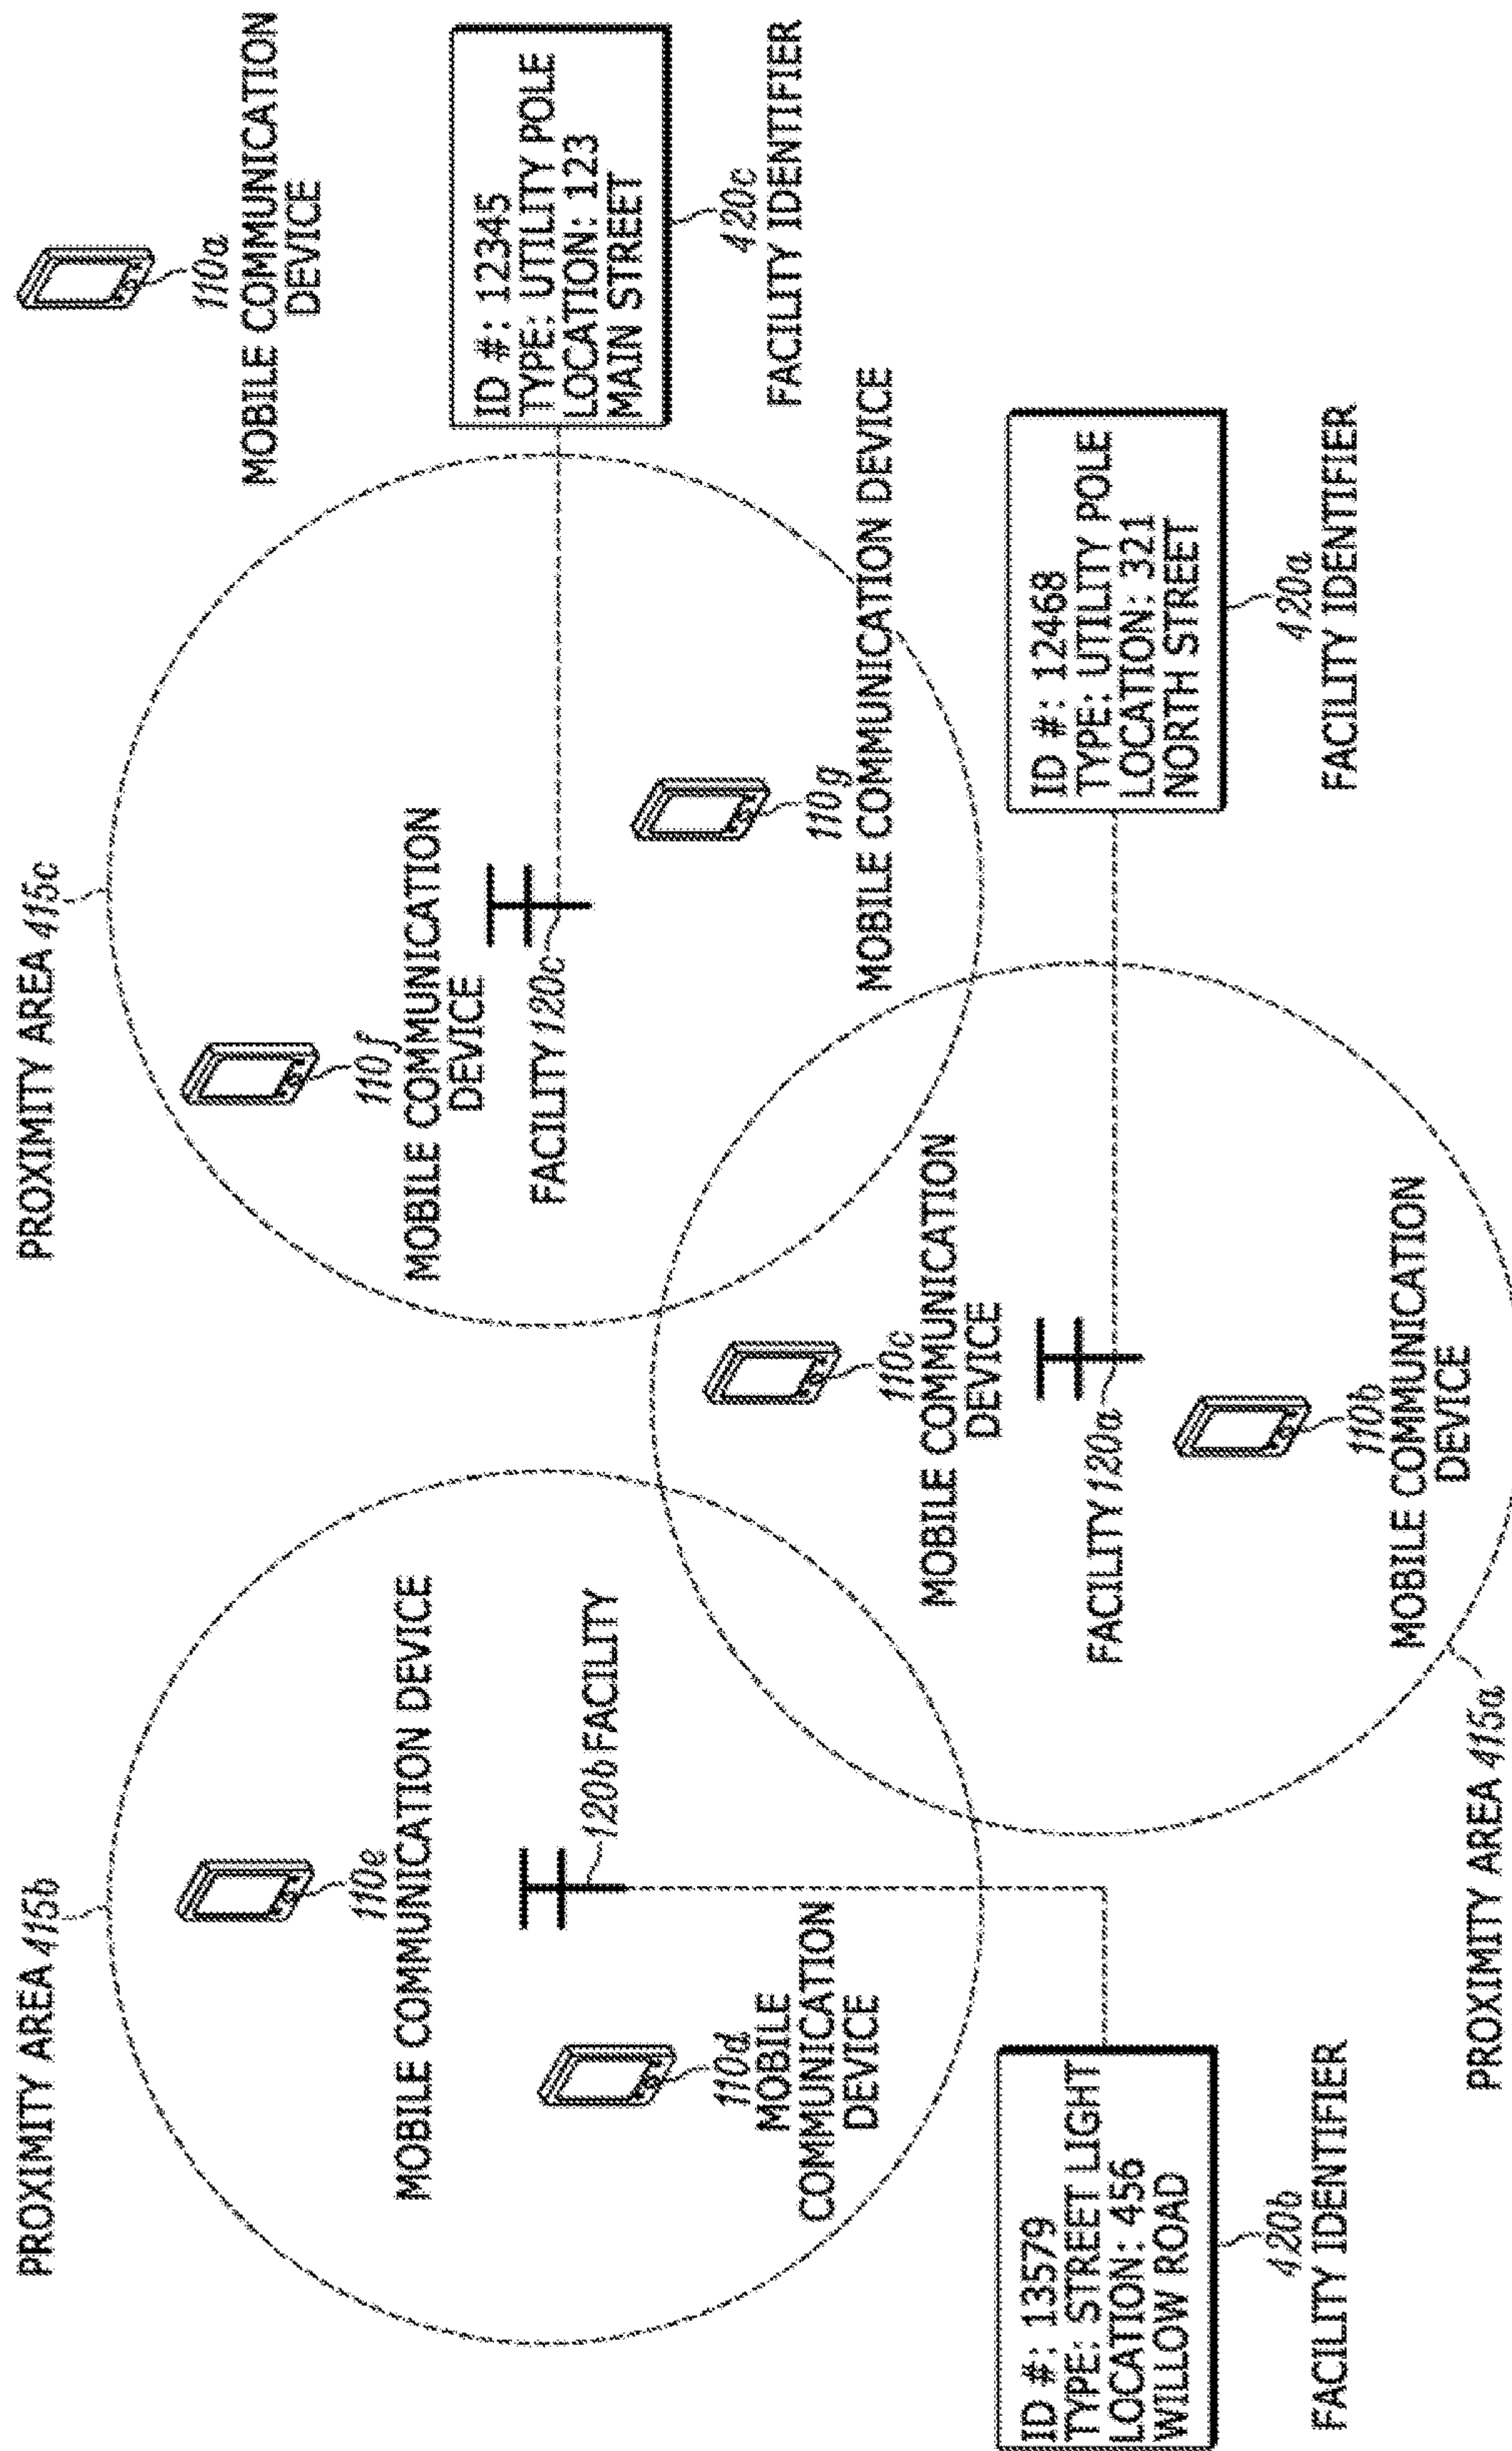 PROXIMITY AREA 415b
110e
MOBILE COMMUNICATION DEVICE
120b FACILITY
110d
MOBILE
COMMUNICATION
DEVICE
ID #: 13579
TYPE: STREET LIGHT
LOCATION: 456
WILLOW ROAD
420b
FACILITY IDENTIFIER
PROXIMITY AREA 415c
110f
MOBILE COMMUNICATION
DEVICE
FACILITY 120c
110g
MOBILE COMMUNICATION DEVICE
110a
MOBILE COMMUNICATION
DEVICE
ID #: 12345
TYPE: UTILITY POLE
LOCATION: 123
MAIN STREET
420c
FACILITY IDENTIFIER
110c
MOBILE COMMUNICATION
DEVICE
FACILITY 120a
110b
MOBILE COMMUNICATION
DEVICE
PROXIMITY AREA 415a
ID #: 12468
TYPE: UTILITY POLE
LOCATION: 321
NORTH STREET
420a
FACILITY IDENTIFIER